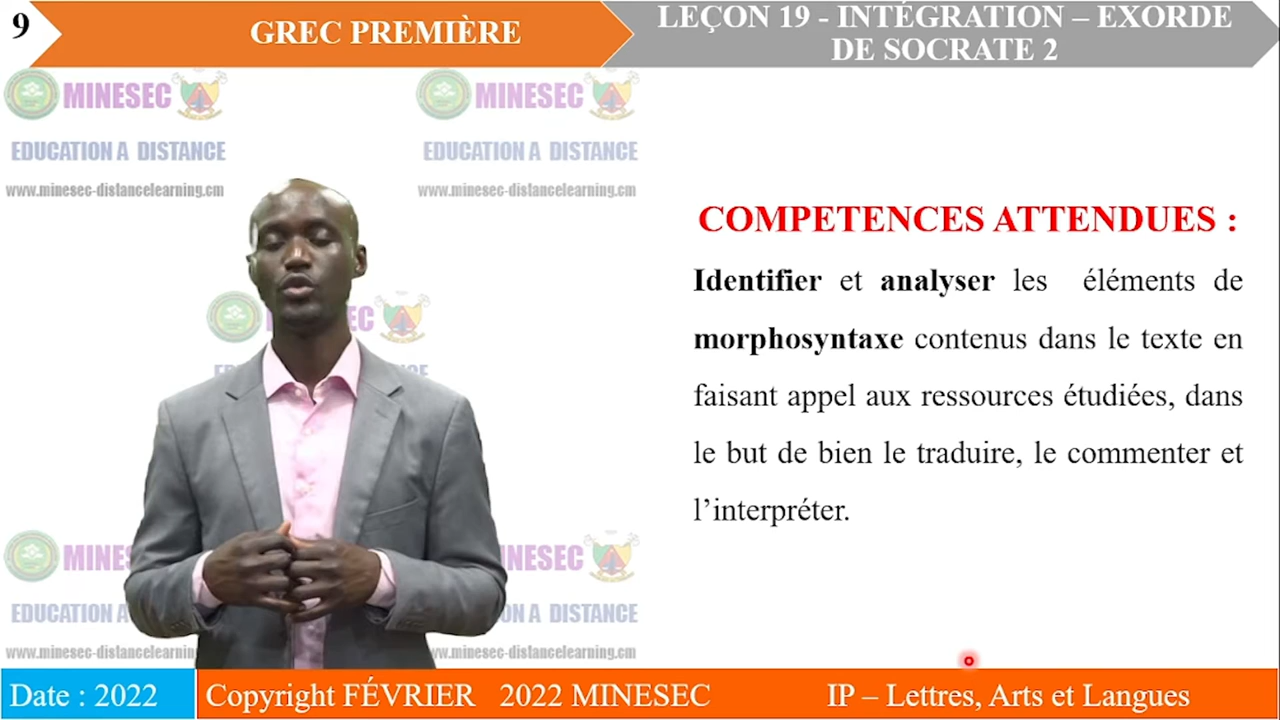 9
GREC PREMIÈRE
LEÇON 19 - INTÉGRATION – EXORDE
DE SOCRATE 2
MINESEC
EDUCATION A DISTANCE
www.minesec-distancelearning.cm
MINESEC
EDUCATION A DISTANCE
www.minesec-distancelearning.cm
COMPETENCES ATTENDUES :
Identifier et analyser les éléments de
morphosyntaxe contenus dans le texte en
faisant appel aux ressources étudiées, dans
le but de bien le traduire, le commenter et
l’interpréter.
EDUCATION A
DISTANCE
Date : 2022
Copyright FÉVRIER 2022 MINESEC
IP – Lettres, Arts et Langues